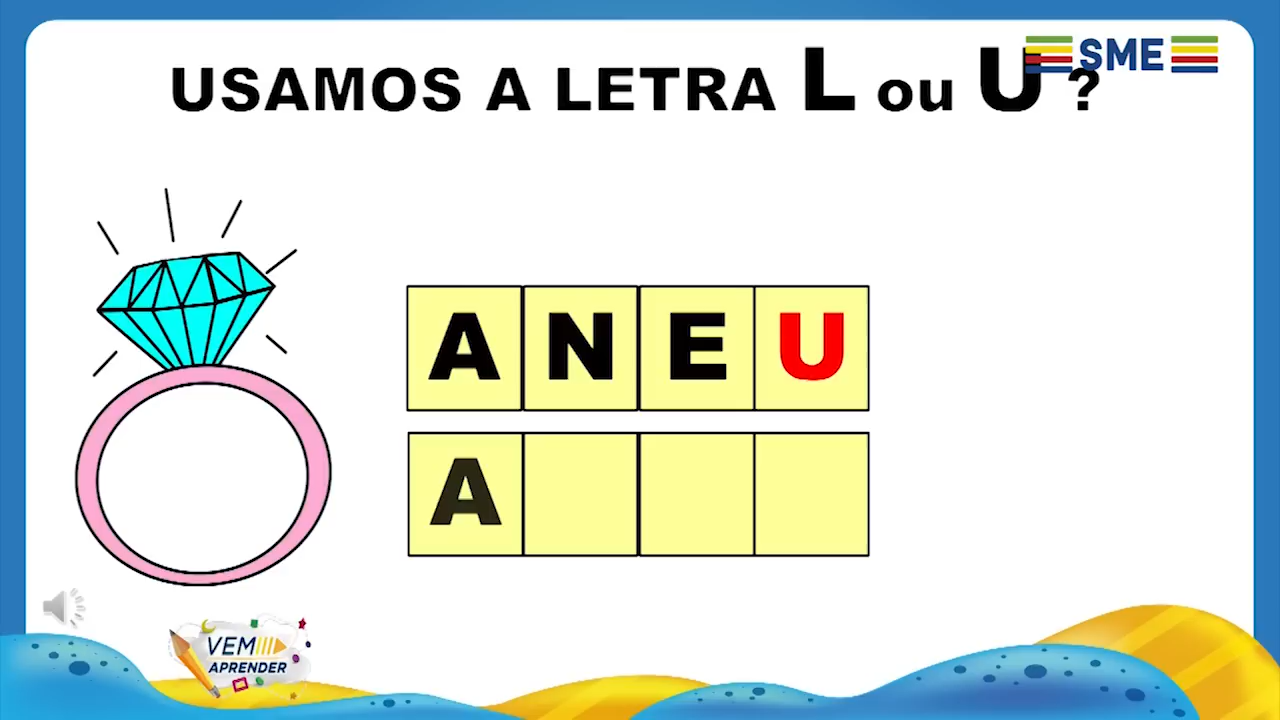 SME
USAMOS A LETRA L ou U ?
ANEU
A
VEM
APRENDER